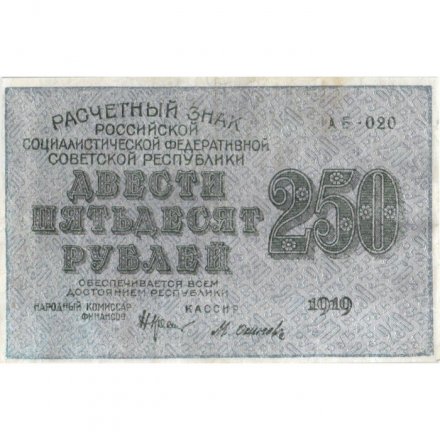 РАСЧЕТНЫЙ ЗНАК
РОССИЙСКОЙ
СОЦИАЛИСТИЧЕСКОЙ ФЕДЕРАТИВНОЙ
СОВЕТСКОЙ РЕСПУБЛИКИ
АБ-020
ДВЕСТИ
ПЯТЬДЕСЯТ
РУБЛЕЙ
250
ОБЕСПЕЧИВАЕТСЯ ВСЕМ
ДОСТОЯНИЕМ РЕСПУБЛИКИ
НАРОДНЫЙ КОМИССАР
ФИНАНСОВ
КАССИР
1919